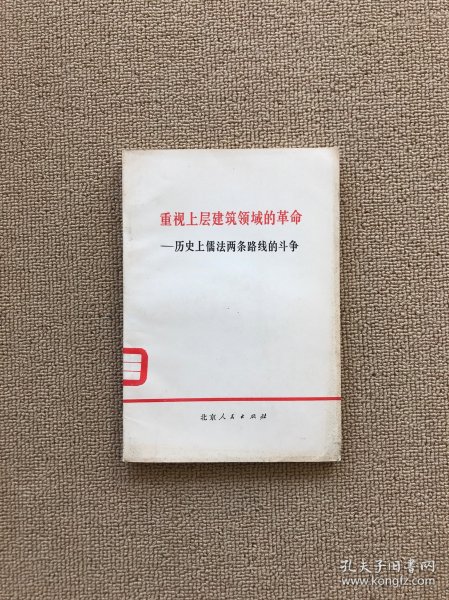 重视上层建筑领域的革命
—历史上儒法两条路线的斗争
北京人民出版社
孔夫子旧书网
www.kongfz.com